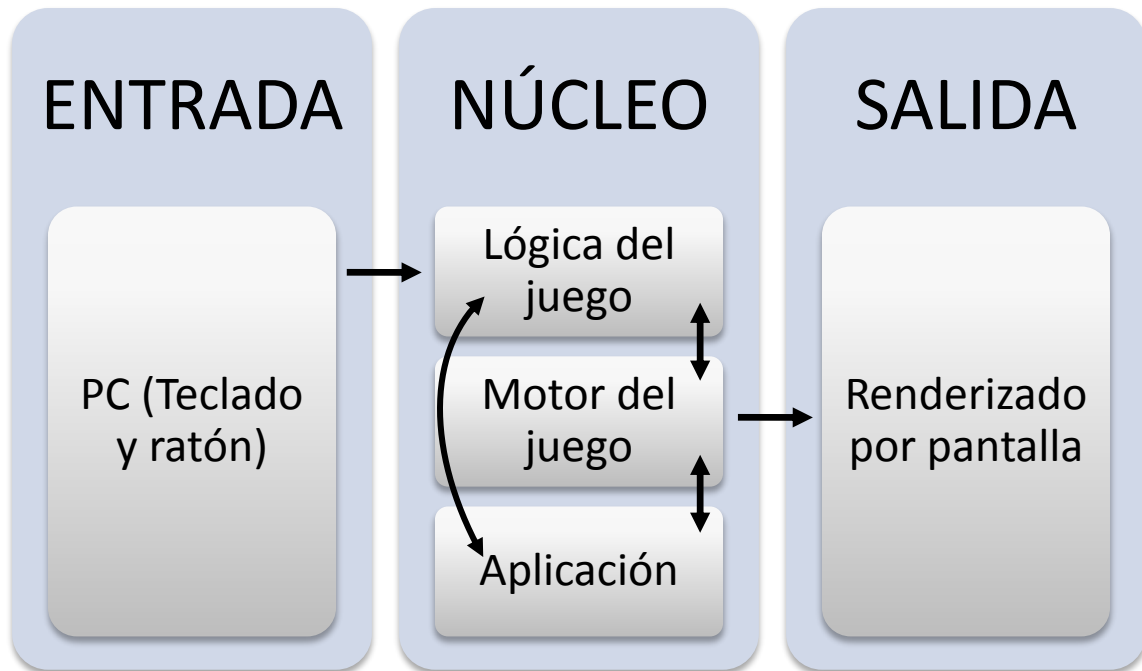 ENTRADA
PC (Teclado
y ratón)
NÚCLEO
Lógica del
juego
Motor del
juego
Aplicación
SALIDA
Renderizado
por pantalla